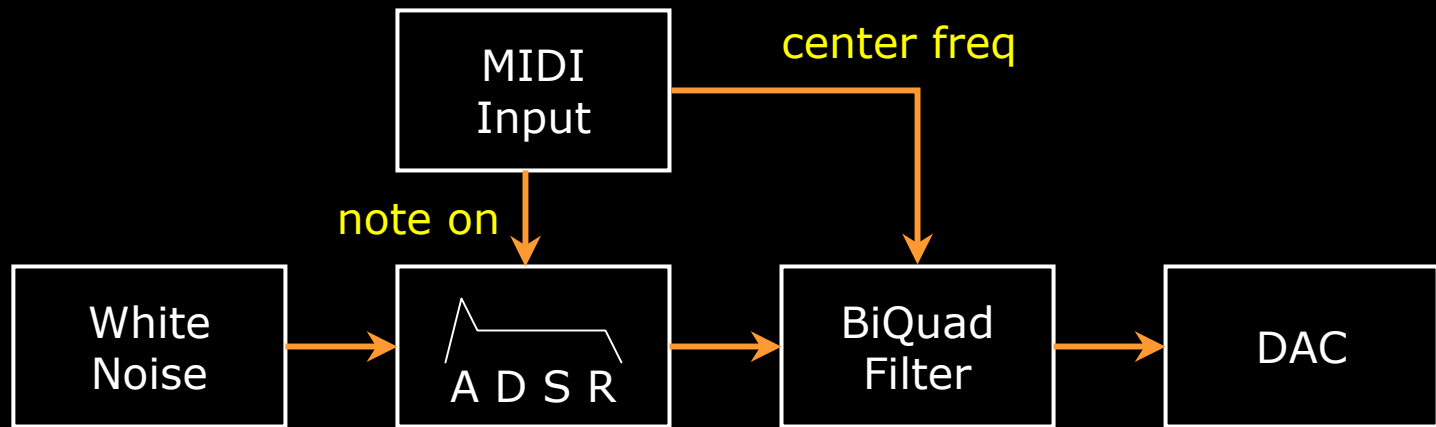 MIDI
Input
center freq
note on
White
Noise
A D S R
BiQuad
Filter
DAC